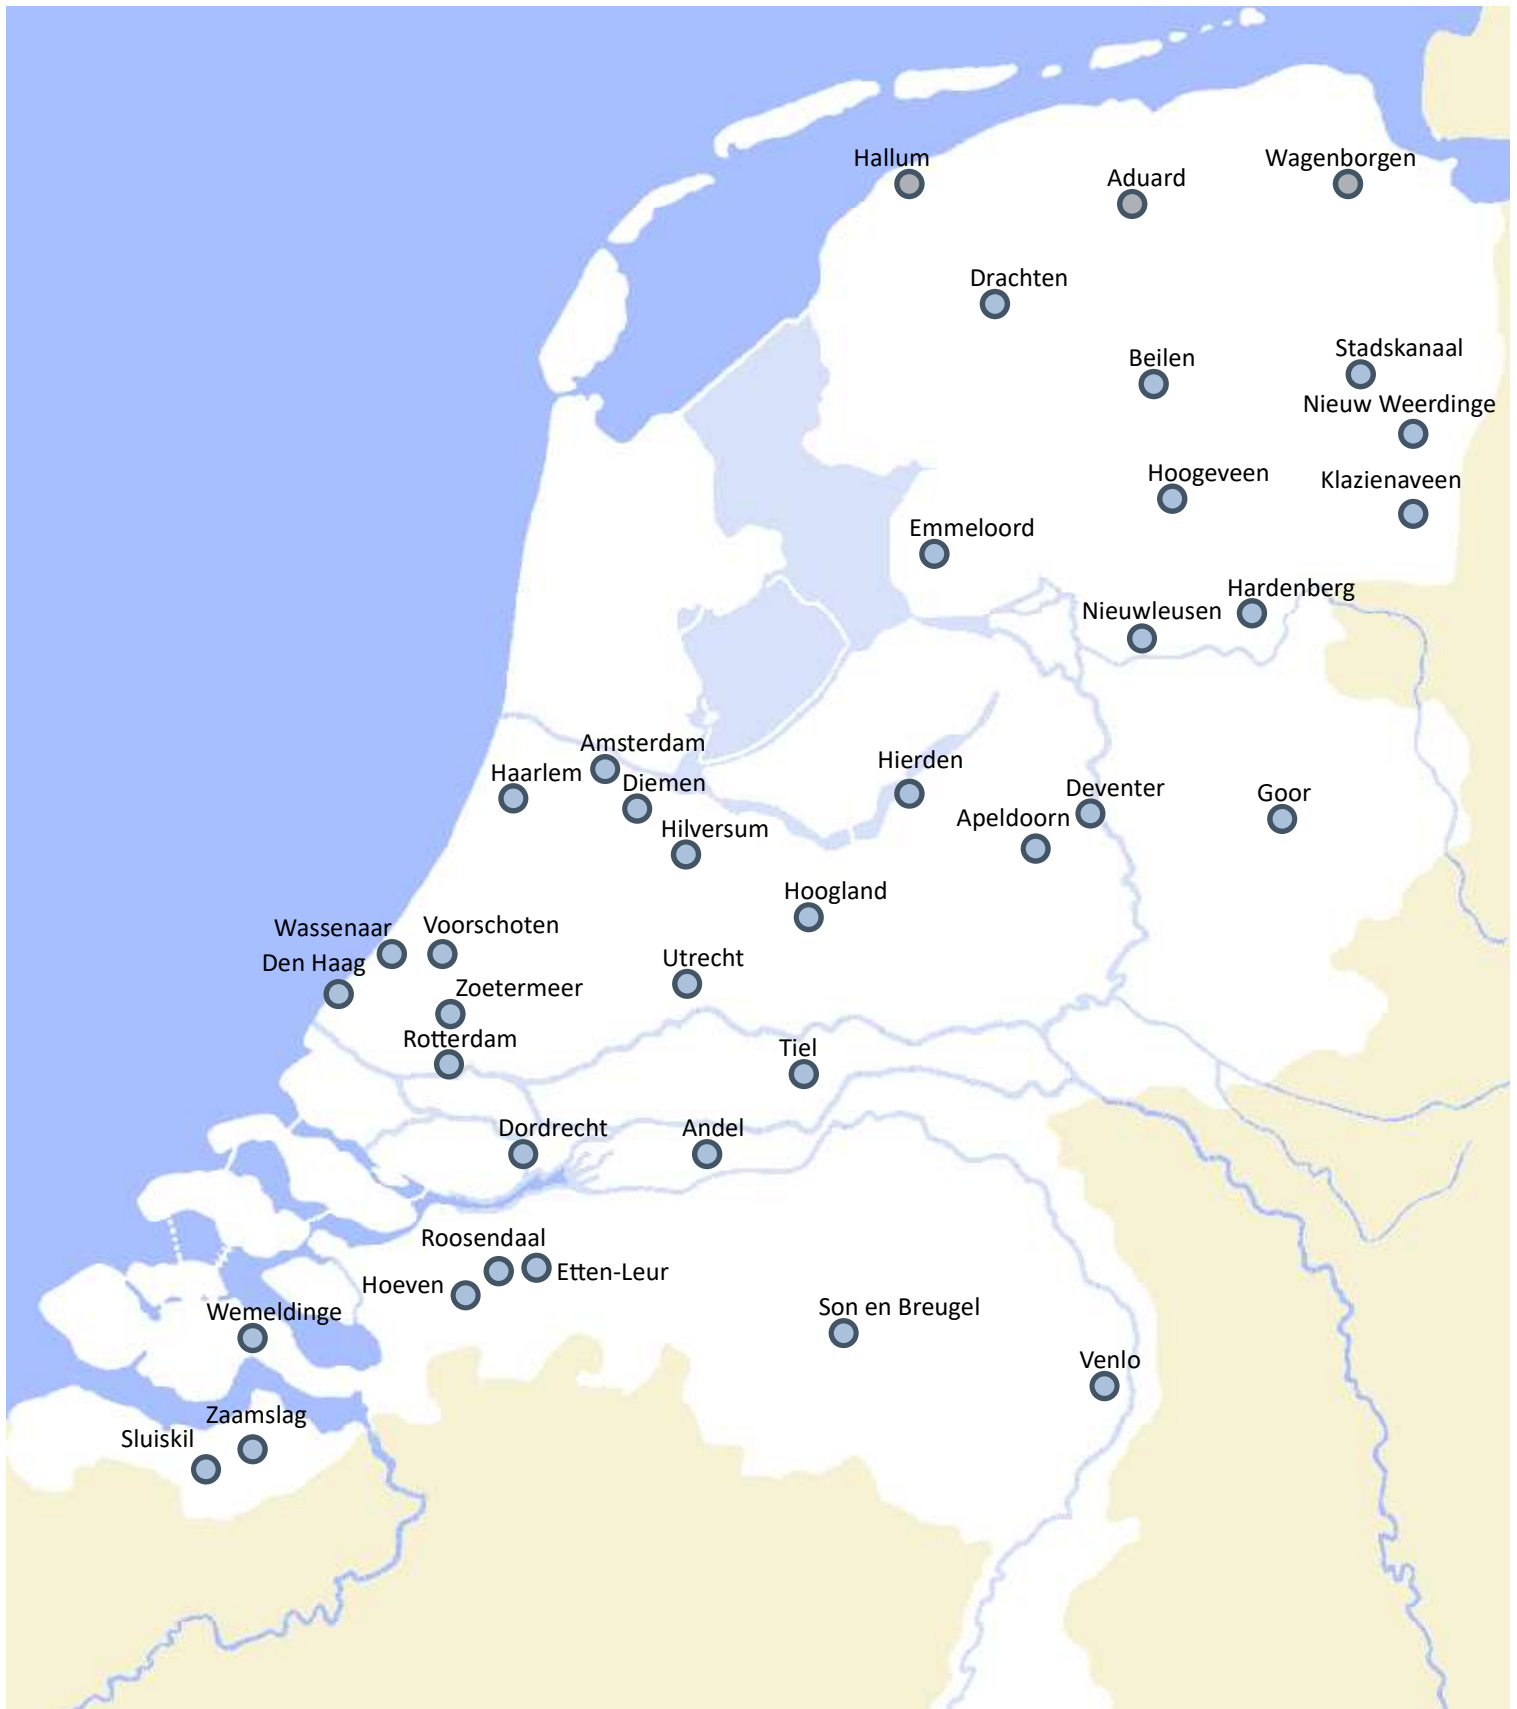 Hallum
Wagenborgen
Aduard
Drachten
Beilen
Stadskanaal
Nieuw Weerdinge
Hoogeveen
Klazienaveen
Emmeloord
Hardenberg
Nieuwleusen
Amsterdam
Haarlem
Diemen
Hierden
Deventer
Goor
Apeldoorn
Hilversum
Hoogland
Wassenaar
Voorschoten
Den Haag
Utrecht
Zoetermeer
Rotterdam
Tiel
Dordrecht
Andel
Roosendaal
Etten-Leur
Hoeven
Wemeldinge
Son en Breugel
Venlo
Zaamslag
Sluiskil